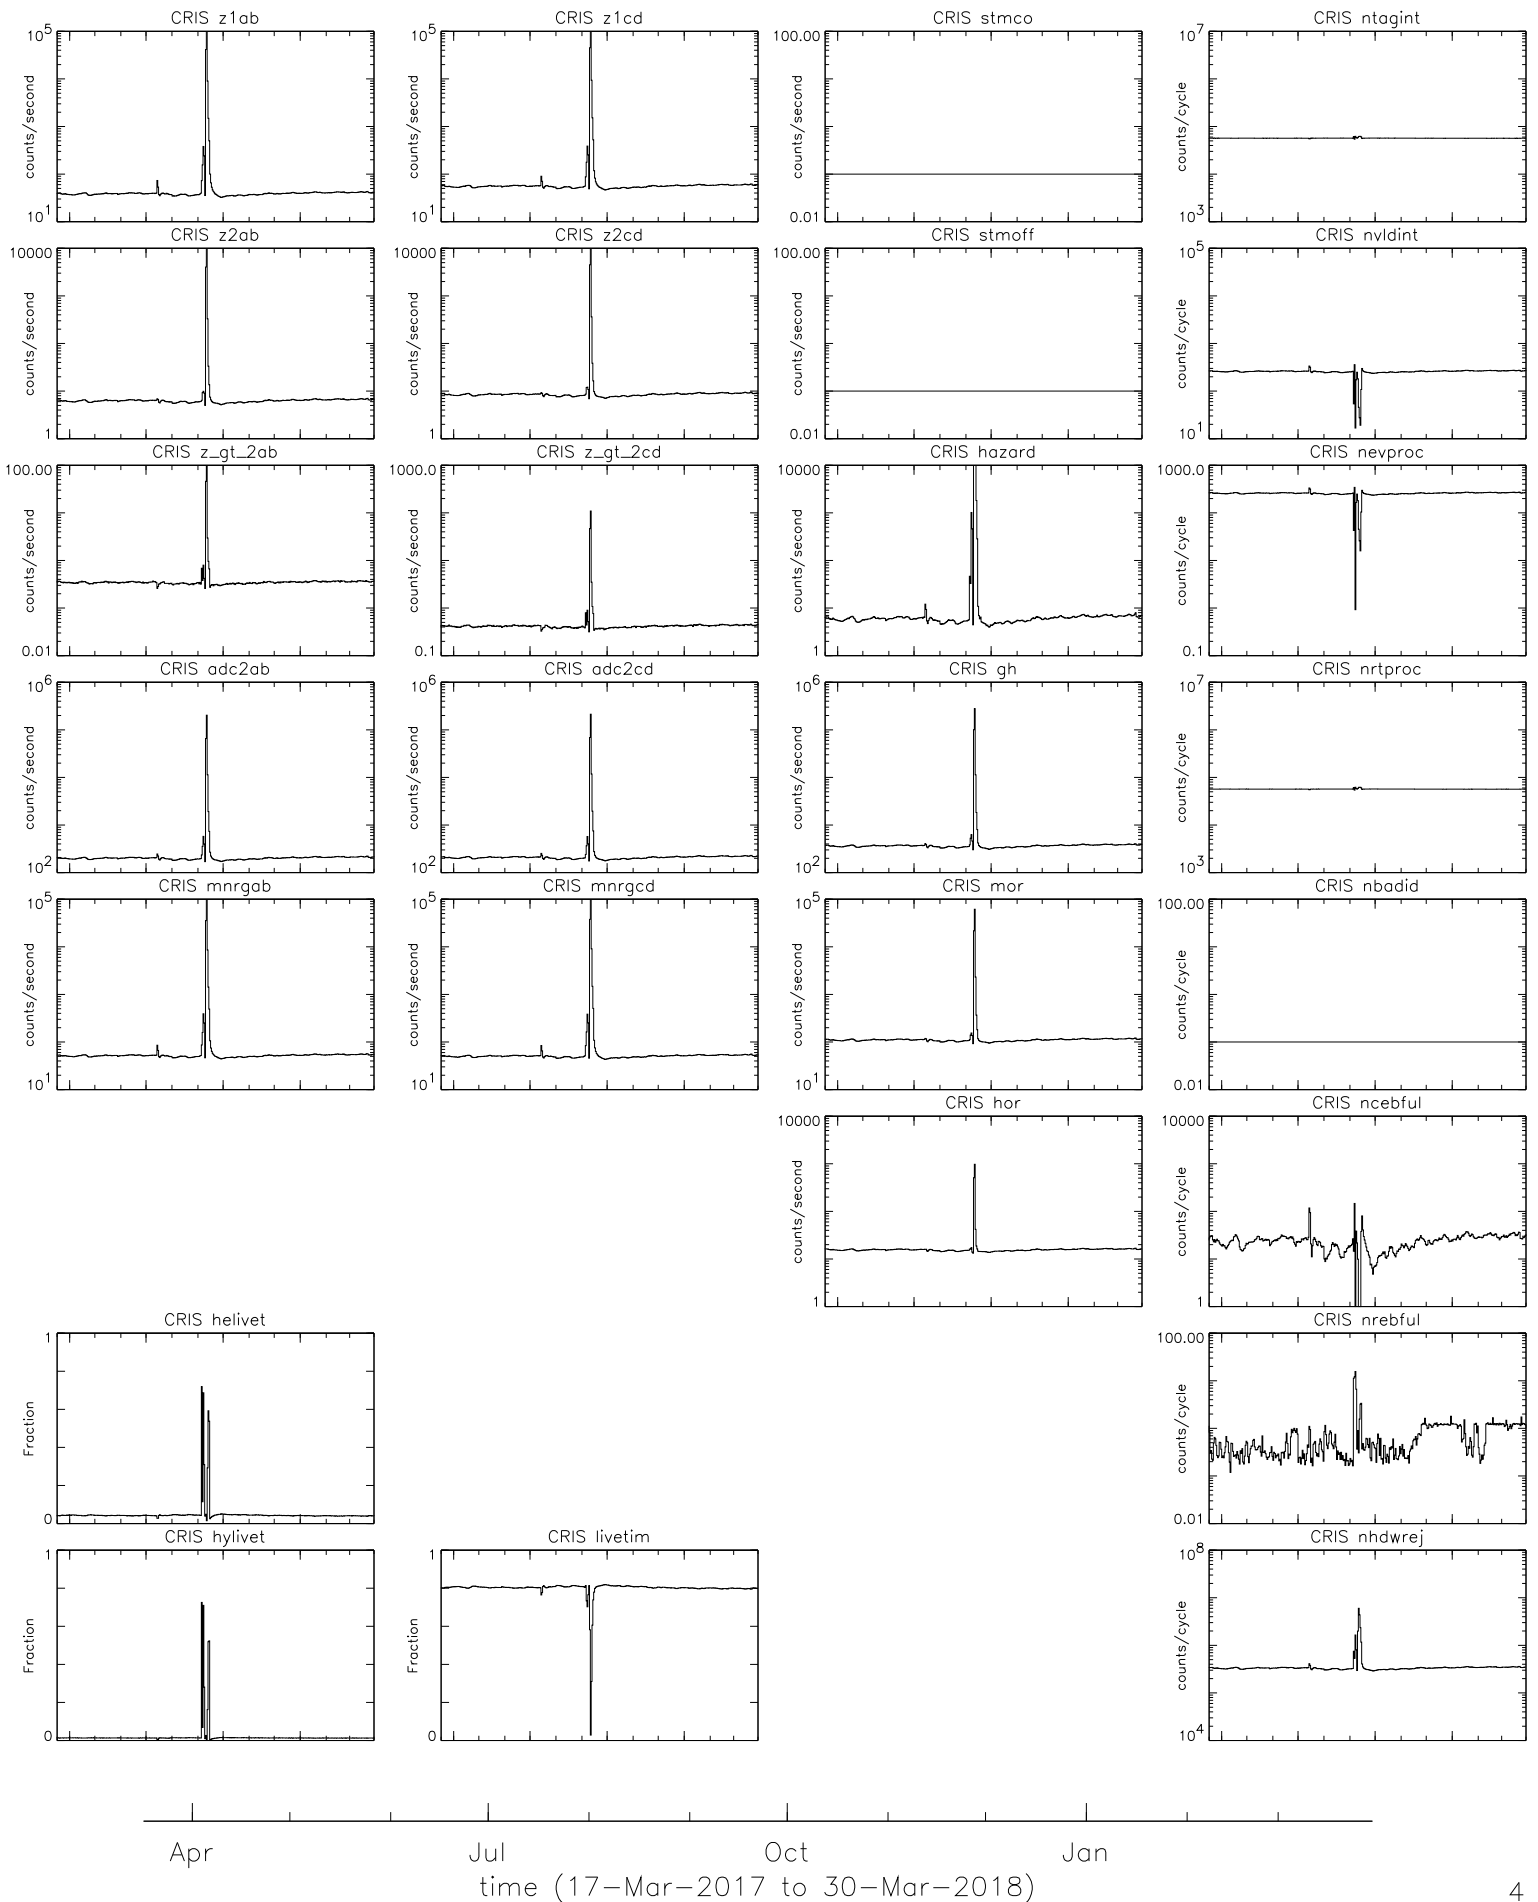 CRIS z1ab
10^5
counts/second
10^1
CRIS z1cd
10^5
counts/second
10^1
CRIS stmco
100.00
counts/second
0.01
CRIS ntagint
10^7
counts/cycle
10^3
CRIS z2ab
10000
counts/second
1
CRIS z2cd
10000
counts/second
1
CRIS stmoff
100.00
counts/second
0.01
CRIS nvldint
10^5
counts/cycle
10^1
CRIS z_gt_2ab
100.00
counts/second
0.01
CRIS z_gt_2cd
1000.0
counts/second
0.1
CRIS hazard
10000
counts/second
1
CRIS nevproc
1000.0
counts/cycle
0.1
CRIS adc2ab
10^6
counts/second
10^2
CRIS adc2cd
10^6
counts/second
10^2
CRIS gh
10^6
counts/second
10^2
CRIS nrtproc
10^7
counts/cycle
10^3
CRIS mnrgab
10^5
counts/second
10^1
CRIS mnrgcd
10^5
counts/second
10^1
CRIS mor
10^5
counts/second
10^1
CRIS nbadid
100.00
counts/cycle
0.01
CRIS hor
10000
counts/second
1
CRIS ncebful
10000
counts/cycle
1
CRIS helivet
1
Fraction
0
CRIS nrebful
100.00
counts/cycle
0.01
CRIS hylivet
1
Fraction
0
CRIS livetim
1
Fraction
0
CRIS nhdwrej
10^8
counts/cycle
10^4
Apr Jul Oct Jan
time (17-Mar-2017 to 30-Mar-2018)
4